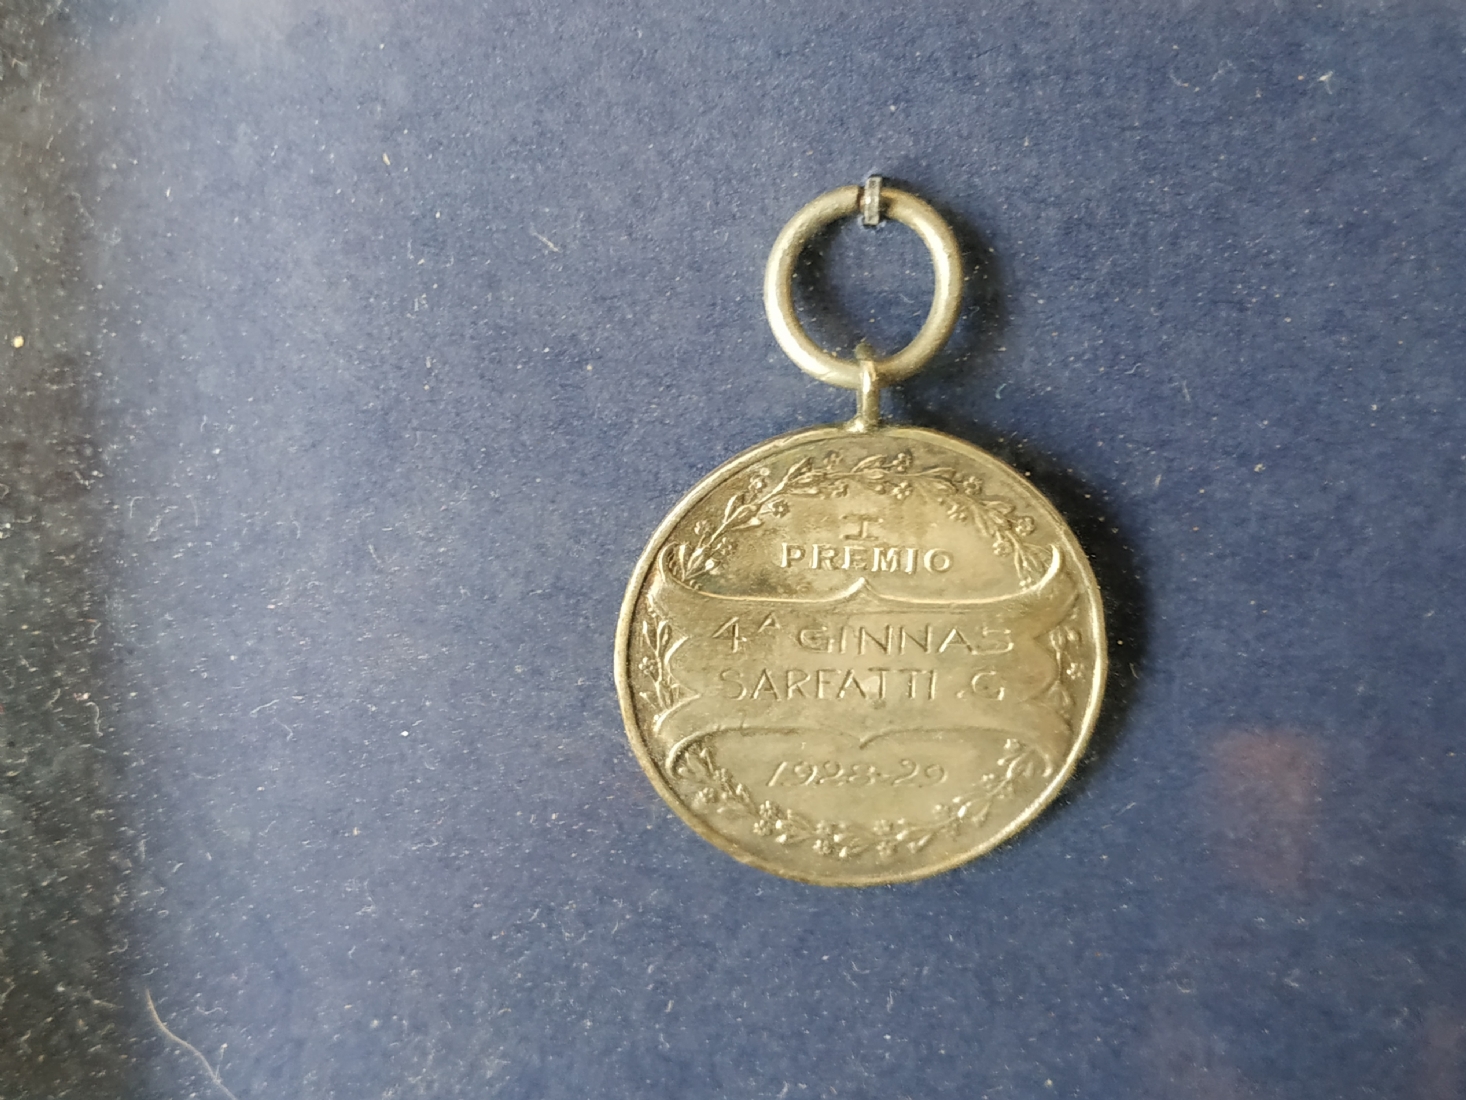 I
PREMIO
4A GINNAS
SARFATTI.G
1928-29